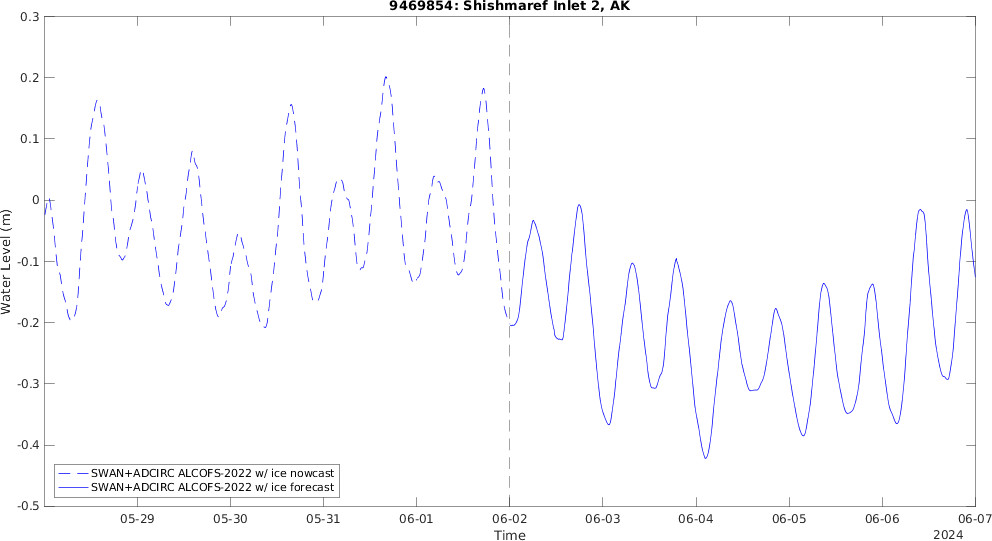 9469854: Shishmaref Inlet 2, AK
0.3
0.2
0.1
0
-0.1
-0.2
-0.3
-0.4
-0.5
Water Level (m)
SWAN+ADCIRC ALCOFS-2022 w/ ice nowcast
SWAN+ADCIRC ALCOFS-2022 w/ ice forecast
05-29 05-30 05-31 06-01 06-02 06-03 06-04 06-05 06-06 06-07
Time
2024